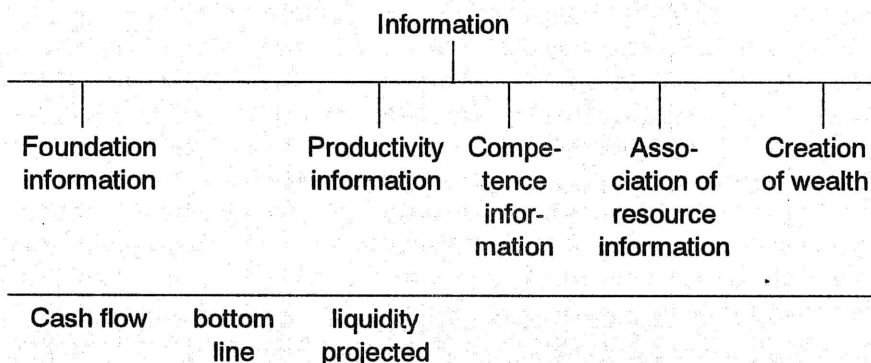 Information
Foundation information
Productivity information
Compe-
tence
infor-
mation
Asso-
ciation of
resource
information
Creation
of wealth
Cash flow
bottom
line
liquidity
projected